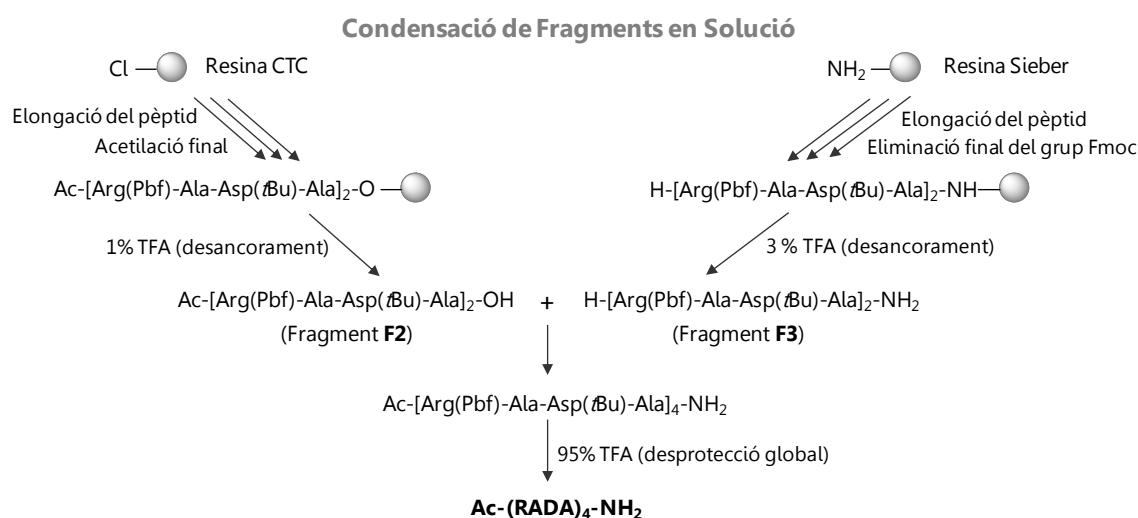 Condensació de Fragments en Solució
Cl
Resina CTC
NH2
Resina Sieber
Elongació del pèptid
Acetilació final
Elongació del pèptid
Eliminació final del grup Fmoc
Ac-[Arg(Pbf)-Ala-Asp(tBu)-Ala]2-O
H-[Arg(Pbf)-Ala-Asp(tBu)-Ala]2-NH
1% TFA (desancorament)
3 % TFA (desancorament)
Ac-[Arg(Pbf)-Ala-Asp(tBu)-Ala]2-OH + H-[Arg(Pbf)-Ala-Asp(tBu)-Ala]2-NH2
(Fragment F2)
(Fragment F3)
Ac-[Arg(Pbf)-Ala-Asp(tBu)-Ala]4-NH2
95% TFA (desprotecció global)
Ac-(RADA)4-NH2